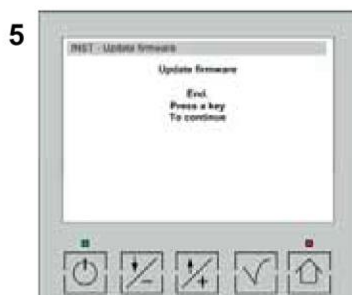 5
INST - Update firmware
Update firmware
End.
Press a key
To continue